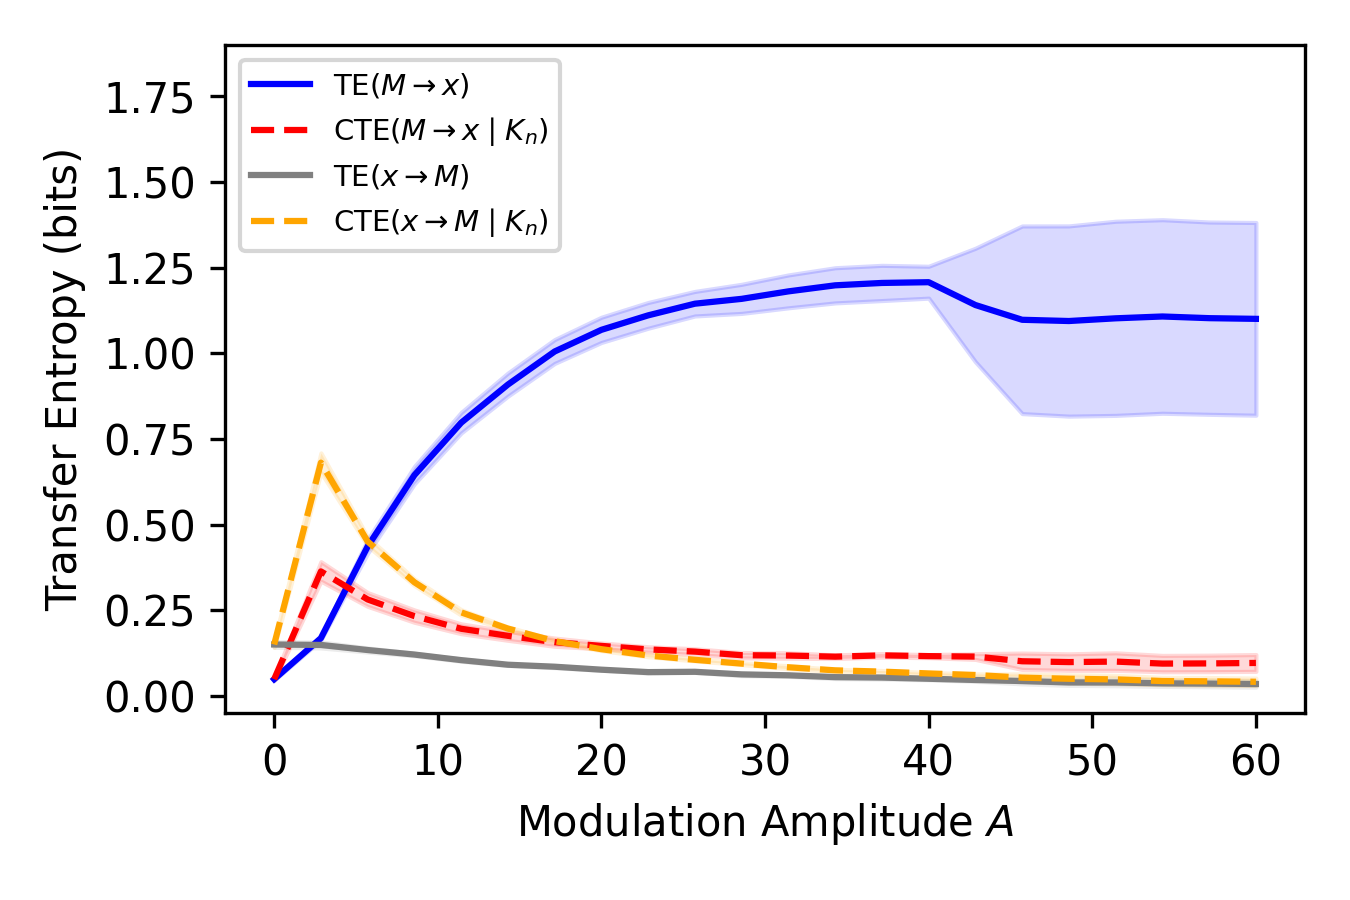 TE(M → x)
CTE(M → x | Kn)
TE(x → M)
CTE(x → M | Kn)
1.75
1.50
1.25
1.00
0.75
0.50
0.25
0.00
Transfer Entropy (bits)
0 10 20 30 40 50 60
Modulation Amplitude A